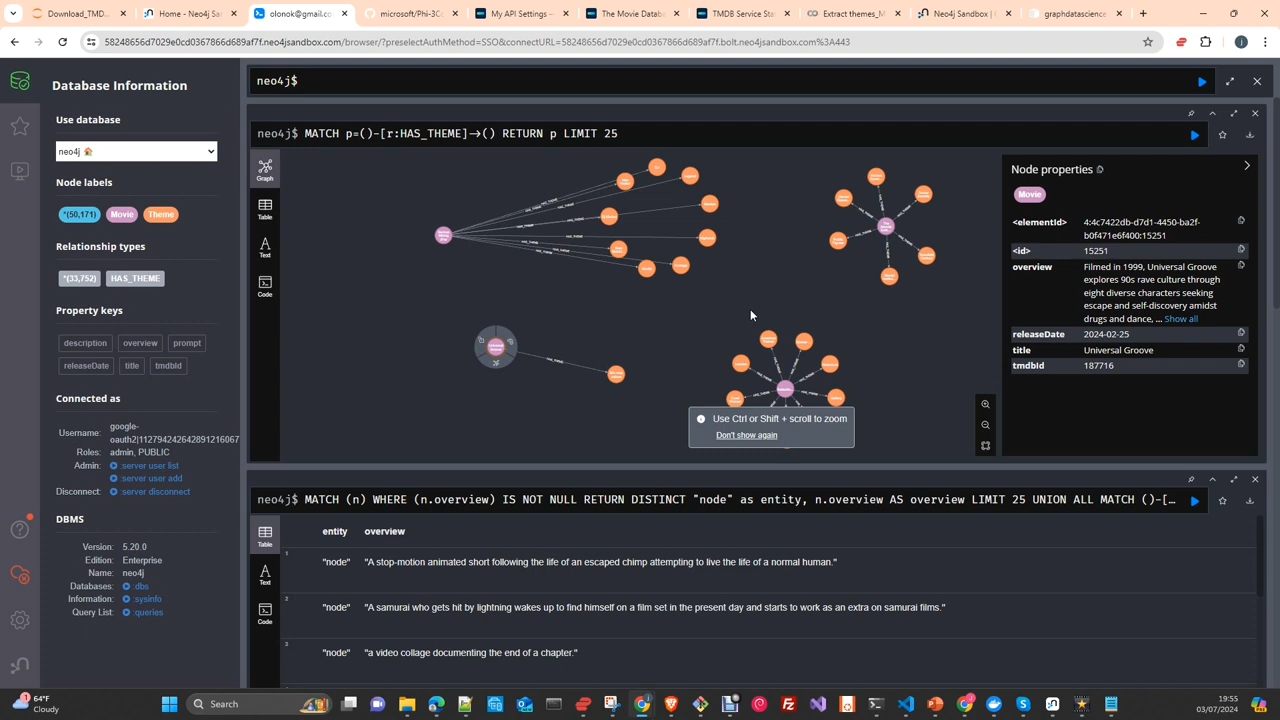 Download_TMD...
Home - Neo4j Sandbox
olonok@gmail.co
microsoft/Phi-3C
My API Settings —
The Movie Datab
TMDB Service Sta
Extract themes_M
Neo4j Sandbox | (
graphdatascienc
58248656d7029e0cd0367866d689af7f.neo4jsandbox.com/browser/?preselectAuthMethod=SSO&connectURL=58248656d7029e0cd0367866d689af7f.bolt.neo4jsandbox.com%3A443
Database Information
Use database
neo4j
Node labels
*(50,171)
Movie
Theme
Relationship types
*(33,752)
HAS_THEME
Property keys
description
overview
prompt
releaseDate
title
tmdbId
Connected as
Username:
google-
oauth2|112794242642891216067
Roles: admin, PUBLIC
Admin: :server user list
:server user add
Disconnect: :server disconnect
DBMS
Version: 5.20.0
Edition: Enterprise
Name: neo4j
Databases: :dbs
Information: :sysinfo
Query List: :queries
neo4j$
neo4j$ MATCH p=()-[r:HAS_THEME]->() RETURN p LIMIT 25
Graph
Table
Text
Code
Use Ctrl or Shift + scroll to zoom
Don't show again
Node properties
Movie
<elementId> 4:4c7422db-d7d1-4450-ba2f-
b0f471e6f400:15251
<id> 15251
overview Filmed in 1999, Universal Groove
explores 90s rave culture through
eight diverse characters seeking
escape and self-discovery amidst
drugs and dance, ... Show all
releaseDate 2024-02-25
title Universal Groove
tmdbId 187716
neo4j$ MATCH (n) WHERE (n.overview) IS NOT NULL RETURN DISTINCT "node" as entity, n.overview AS overview LIMIT 25 UNION ALL MATCH ()-[…
Table
Text
Code
entity overview
1 "node" "A stop-motion animated short following the life of an escaped chimp attempting to live the life of a normal human."
2 "node" "A samurai who gets hit by lightning wakes up to find himself on a film set in the present day and starts to work as an extra on samurai films."
3 "node" "a video collage documenting the end of a chapter."
64°F
Cloudy
Search
19:55
03/07/2024